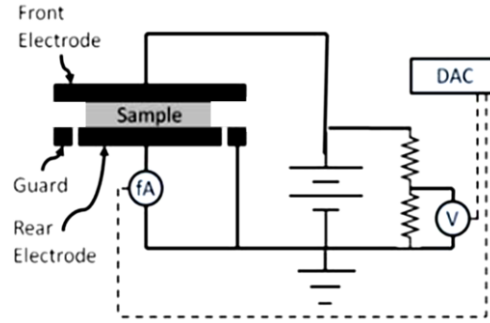 Front
Electrode
DAC
Sample
Guard
fA
V
Rear
Electrode